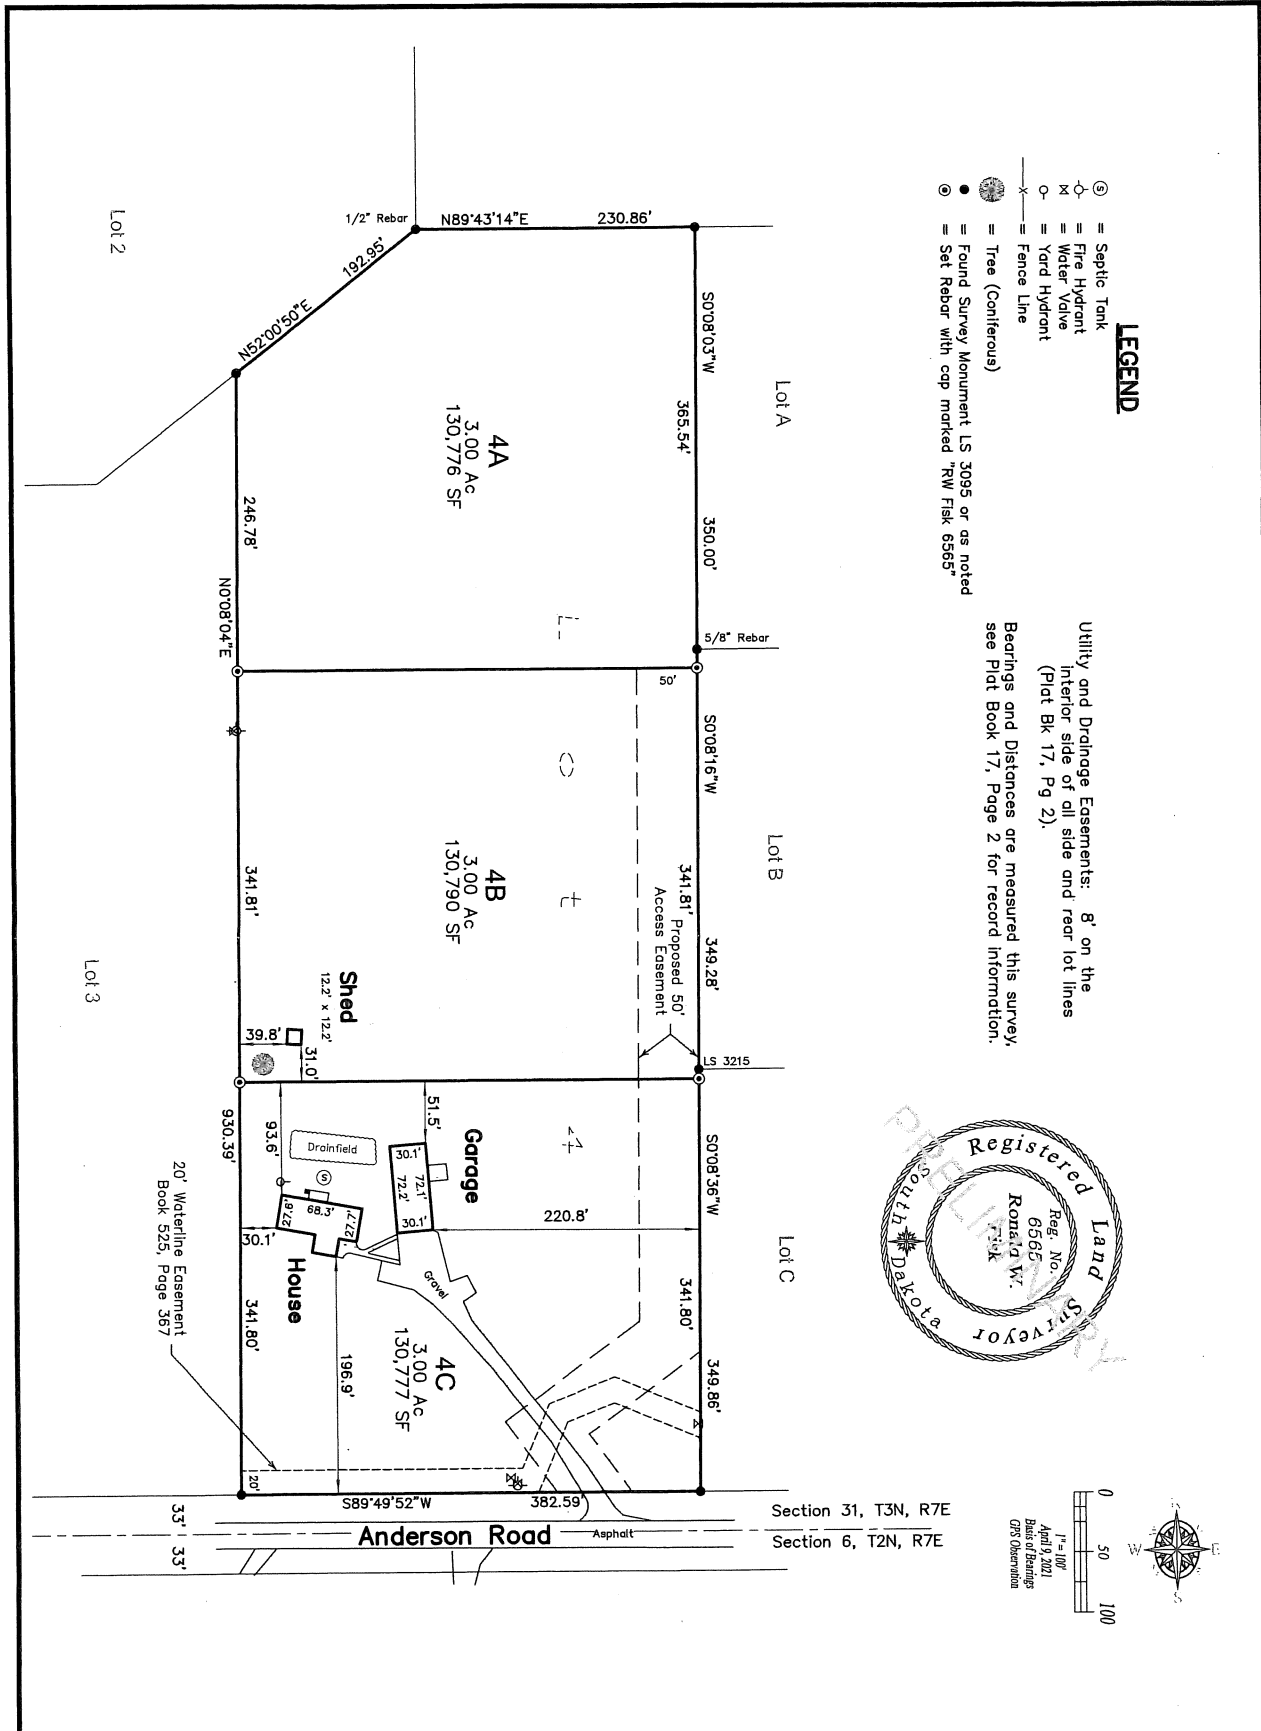 LEGEND
S = Septic Tank
= Fire Hydrant
= Water Valve
= Yard Hydrant
x = Fence Line
= Tree (Coniferous)
= Found Survey Monument LS 3095 or as noted
= Set Rebar with cap marked "RW Fisk 6565"
Utility and Drainage Easements: 8' on the
interior side of all side and rear lot lines
(Plat Bk 17, Pg 2).
Bearings and Distances are measured this survey,
see Plat Book 17, Page 2 for record information.
Registered Land Surveyor
Reg. No.
6565
Ronald W.
Fisk
South Dakota
PRELIMINARY
E
W
S
0 50 100
1" = 100'
April 9, 2021
Basis of Bearings
GPS Observation
Lot A
Lot B
Lot C
Lot 2
Lot 3
1/2" Rebar
N89°43'14"E
230.86'
192.95'
N52°00'50"E
S0°08'03"W
365.54'
350.00'
5/8" Rebar
4A
3.00 Ac
130,776 SF
246.78'
N0°08'04"E
50'
S0°08'16"W
341.81'
349.28'
Proposed 50'
Access Easement
LS 3215
4B
3.00 Ac
130,790 SF
341.81'
Shed
12.2' x 12.2'
39.8'
31.0'
L
o
t
4
S0°08'36"W
341.80'
349.86'
51.5'
Garage
30.1'
72.1'
72.2'
30.1'
220.8'
93.6'
Drainfield
S
68.3'
27.6'
27.7'
30.1'
House
Gravel
4C
3.00 Ac
130,777 SF
196.9'
930.39'
341.80'
20' Waterline Easement
Book 525, Page 367
20'
S89°49'52"W
382.59'
33'
33'
Anderson Road
Asphalt
Section 31, T3N, R7E
Section 6, T2N, R7E